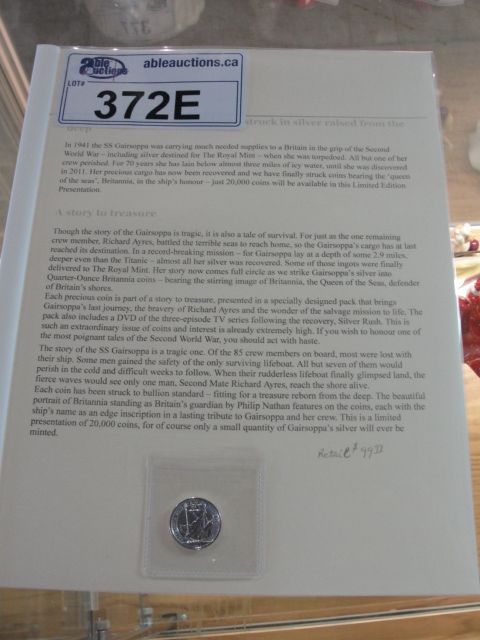 able auctions
ableauctions.ca
LOT#
372E
struck in silver raised from the
deep
In 1941 the SS Gairsoppa was carrying much needed supplies to a Britain in the grip of the Second
World War – including silver destined for The Royal Mint – when she was torpedoed. All but one of her
crew perished. For 70 years she has lain below almost three miles of icy water, until she was discovered
in 2011. Her precious cargo has now been recovered and we have finally struck coins bearing the 'queen
of the seas', Britannia, in the ship's honour – just 20,000 coins will be available in this Limited Edition
Presentation.
A story to treasure
Though the story of the Gairsoppa is tragic, it is also a tale of survival. For just as the one remaining
crew member, Richard Ayres, battled the terrible seas to reach home, so the Gairsoppa's cargo has at last
reached its destination. In a record-breaking mission – for Gairsoppa lay at a depth of some 2.9 miles,
deeper even than the Titanic – almost all her silver was recovered. Some of those ingots were finally
delivered to The Royal Mint. Her story now comes full circle as we strike Gairsoppa's silver into
Quarter-Ounce Britannia coins – bearing the stirring image of Britannia, the Queen of the Seas, defender
of Britain's shores.
Each precious coin is part of a story to treasure, presented in a specially designed pack that brings
Gairsoppa's last journey, the bravery of Richard Ayres and the wonder of the salvage mission to life. The
pack also includes a DVD of the three-episode TV series following the recovery, Silver Rush. This is
such an extraordinary issue of coins and interest is already extremely high. If you wish to honour one of
the most poignant tales of the Second World War, you should act with haste.
The story of the SS Gairsoppa is a tragic one. Of the 85 crew members on board, most were lost with
their ship. Some men gained the safety of the only surviving lifeboat. All but seven of them would
perish in the cold and difficult weeks to follow. When their rudderless lifeboat finally glimpsed land, the
fierce waves would see only one man, Second Mate Richard Ayres, reach the shore alive.
Each coin has been struck to bullion standard – fitting for a treasure reborn from the deep. The beautiful
portrait of Britannia standing as Britain's guardian by Philip Nathan features on the coins, each with the
ship's name as an edge inscription in a lasting tribute to Gairsoppa and her crew. This is a limited
presentation of 20,000 coins, for of course only a small quantity of Gairsoppa's silver will ever be
minted.
Retail $99